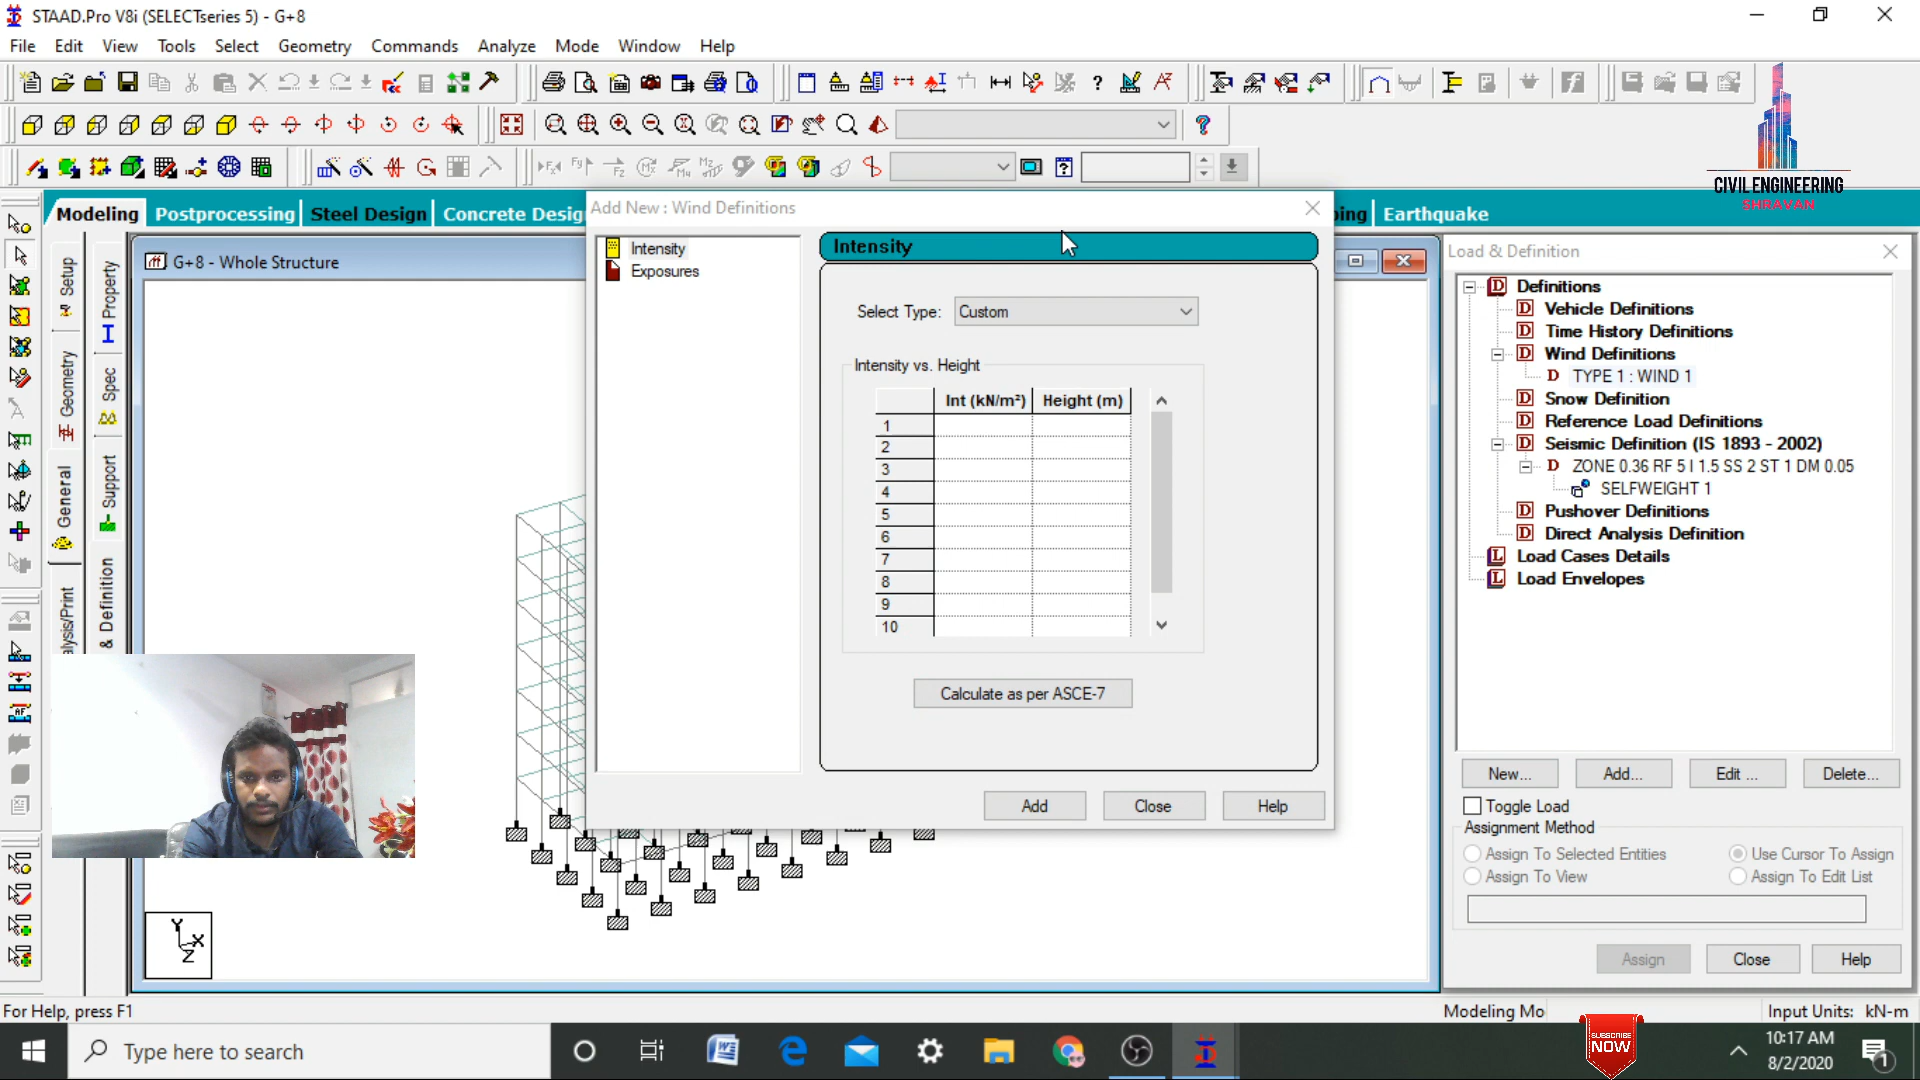 STAAD.Pro V8i (SELECTseries 5) - G+8
File Edit View Tools Select Geometry Commands Analyze Mode Window Help
CIVIL ENGINEERING
SHRAVAN
Modeling Postprocessing Steel Design Concrete Desig ping Earthquake
Add New : Wind Definitions
Intensity
Exposures
Intensity
Select Type: Custom
Intensity vs. Height
Int (kN/m²) Height (m)
1
2
3
4
5
6
7
8
9
10
Calculate as per ASCE-7
Add Close Help
G+8 - Whole Structure
Setup
Geometry
General
alysis/Print
Property
Spec
Support
& Definition
Y
X
Z
Load & Definition
Definitions
Vehicle Definitions
Time History Definitions
Wind Definitions
TYPE 1 : WIND 1
Snow Definition
Reference Load Definitions
Seismic Definition (IS 1893 - 2002)
ZONE 0.36 RF 5 I 1.5 SS 2 ST 1 DM 0.05
SELFWEIGHT 1
Pushover Definitions
Direct Analysis Definition
Load Cases Details
Load Envelopes
New... Add... Edit ... Delete...
Toggle Load
Assignment Method
Assign To Selected Entities Use Cursor To Assign
Assign To View Assign To Edit List
Assign Close Help
For Help, press F1
Modeling Mo Input Units: kN-m
Type here to search
SUBSCRIBE
NOW
10:17 AM
8/2/2020
1